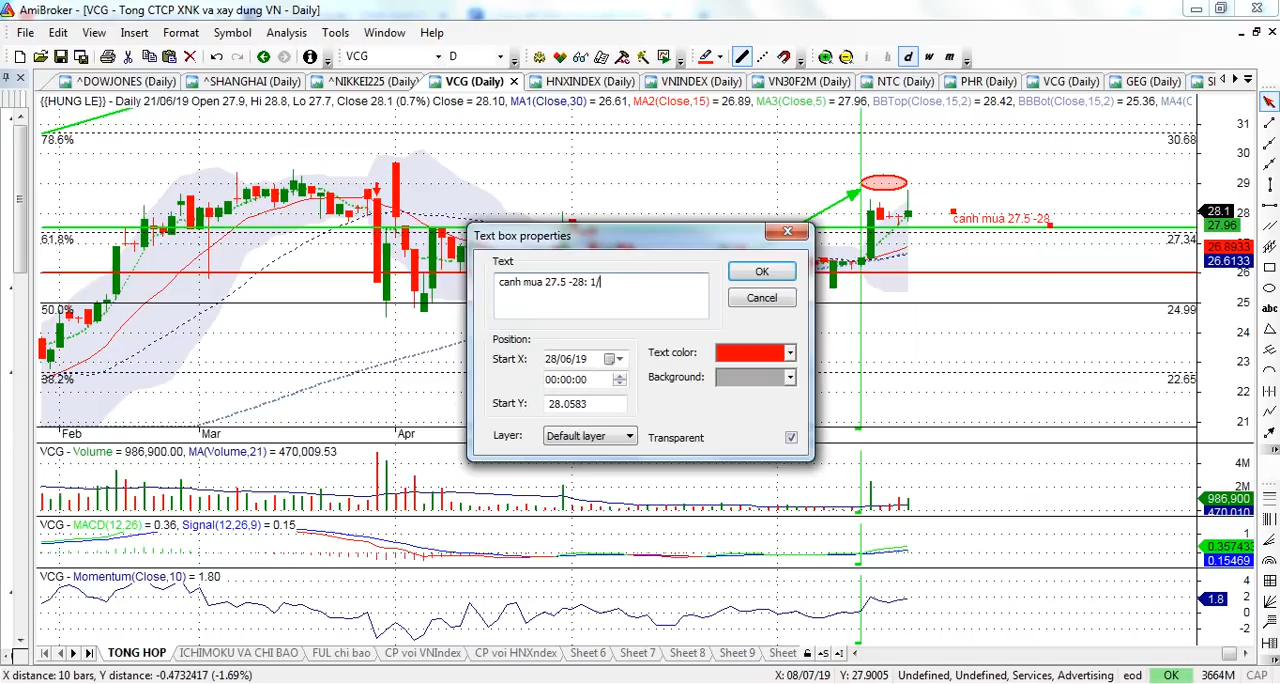 AmiBroker - [VCG - Tong CTCP XNK va xay dung VN - Daily]
File Edit View Insert Format Symbol Analysis Tools Window Help
VCG D i h d w m
^DOWJONES (Daily) ^SHANGHAI (Daily) ^NIKKEI225 (Daily) VCG (Daily) HNXINDEX (Daily) VNINDEX (Daily) VN30F2M (Daily) NTC (Daily) PHR (Daily) VCG (Daily) GEG (Daily)
{{HUNG LE}} - Daily 21/06/19 Open 27.9, Hi 28.8, Lo 27.7, Close 28.1 (0.7%) Close = 28.10, MA1(Close,30) = 26.61, MA2(Close,15) = 26.89, MA3(Close,5) = 27.96, BBTop(Close,15,2) = 28.42, BBBot(Close,15,2) = 25.36, MA4(C
78.6%
61.8%
50.0%
38.2%
30.68
27.34
24.99
22.65
31
30
29
28
26
25
24
23
22
21
28.1
27.96
26.8933
26.6133
canh mua 27.5 -28
Text box properties
Text
canh mua 27.5 -28: 1/
OK
Cancel
Position:
Start X: 28/06/19
00:00:00
Start Y: 28.0583
Layer: Default layer
Text color:
Background:
Transparent
abc
Feb Mar Apr
VCG - Volume = 986,900.00, MA(Volume,21) = 470,009.53
4M
2M
986,900
470,010
VCG - MACD(12,26) = 0.36, Signal(12,26,9) = 0.15
1
0.357433
0.15469
VCG - Momentum(Close,10) = 1.80
4
2
0
-2
1.8
TONG HOP ICHIMOKU VA CHI BAO FUL chi bao CP voi VNIndex CP voi HNXindex Sheet 6 Sheet 7 Sheet 8 Sheet 9 Sheet
X distance: 10 bars, Y distance: -0.4732417 (-1.69%) X: 08/07/19 Y: 27.9005 Undefined, Undefined, Services, Advertising eod OK 3664M CAP